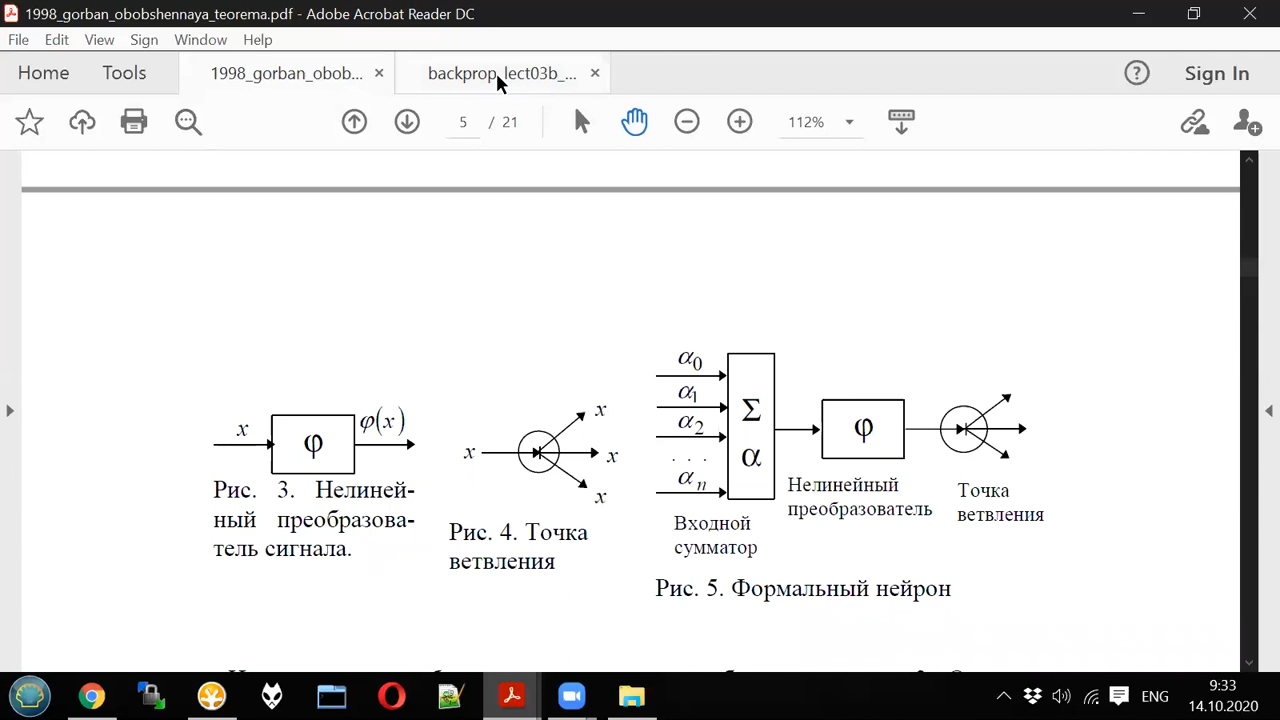 1998_gorban_obobshennaya_teorema.pdf - Adobe Acrobat Reader DC
File Edit View Sign Window Help
Home Tools 1998_gorban_obob... × backprop_lect03b_... × ? Sign In
5 / 21 112%
x φ φ(x)
Рис. 3. Нелиней-
ный преобразова-
тель сигнала.
x x x x
Рис. 4. Точка
ветвления
α0
α1
α2
. . .
αn
Σ
α
φ
Входной
сумматор
Нелинейный
преобразователь
Точка
ветвления
Рис. 5. Формальный нейрон
ENG
9:33
14.10.2020